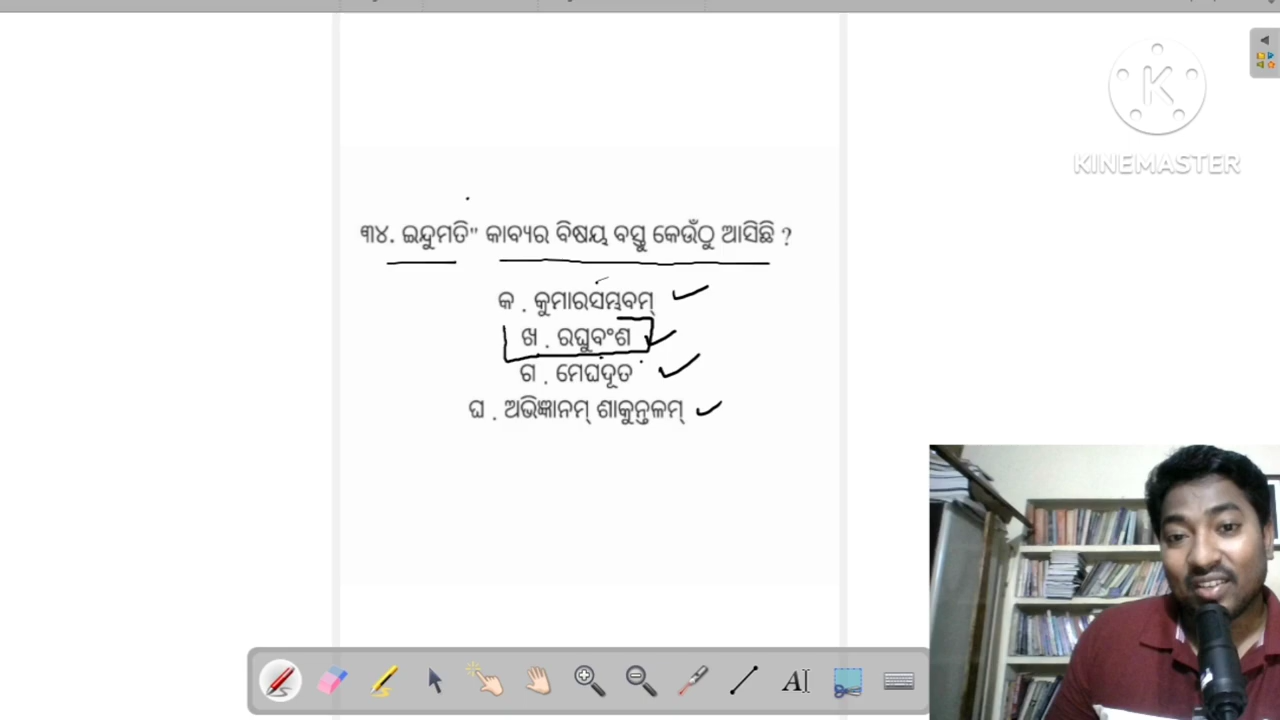 KINEMASTER
୩୪. ଇନ୍ଦୁମତି" କାବ୍ୟର ବିଷୟ ବସ୍ତୁ କେଉଁଠୁ ଆସିଛି ?
କ . କୁମାରସମ୍ଭବମ୍
ଖ . ରଘୁବଂଶ
ଗ . ମେଘଦୂତ
ଘ . ଅଭିଜ୍ଞାନମ୍ ଶାକୁନ୍ତଳମ୍